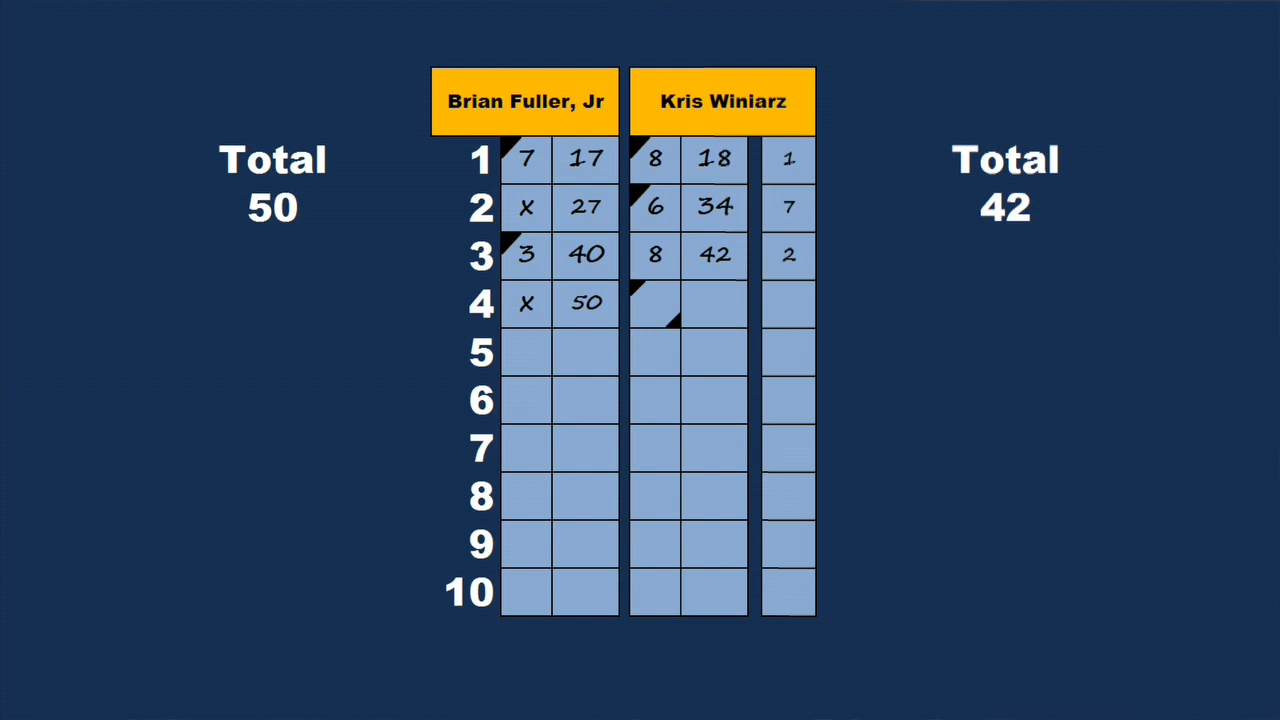 Brian Fuller, Jr Kris Winiarz
Total 1 7 17 8 18 1 Total
50 2 x 27 6 34 7 42
3 3 40 8 42 2
4 x 50
5
6
7
8
9
10